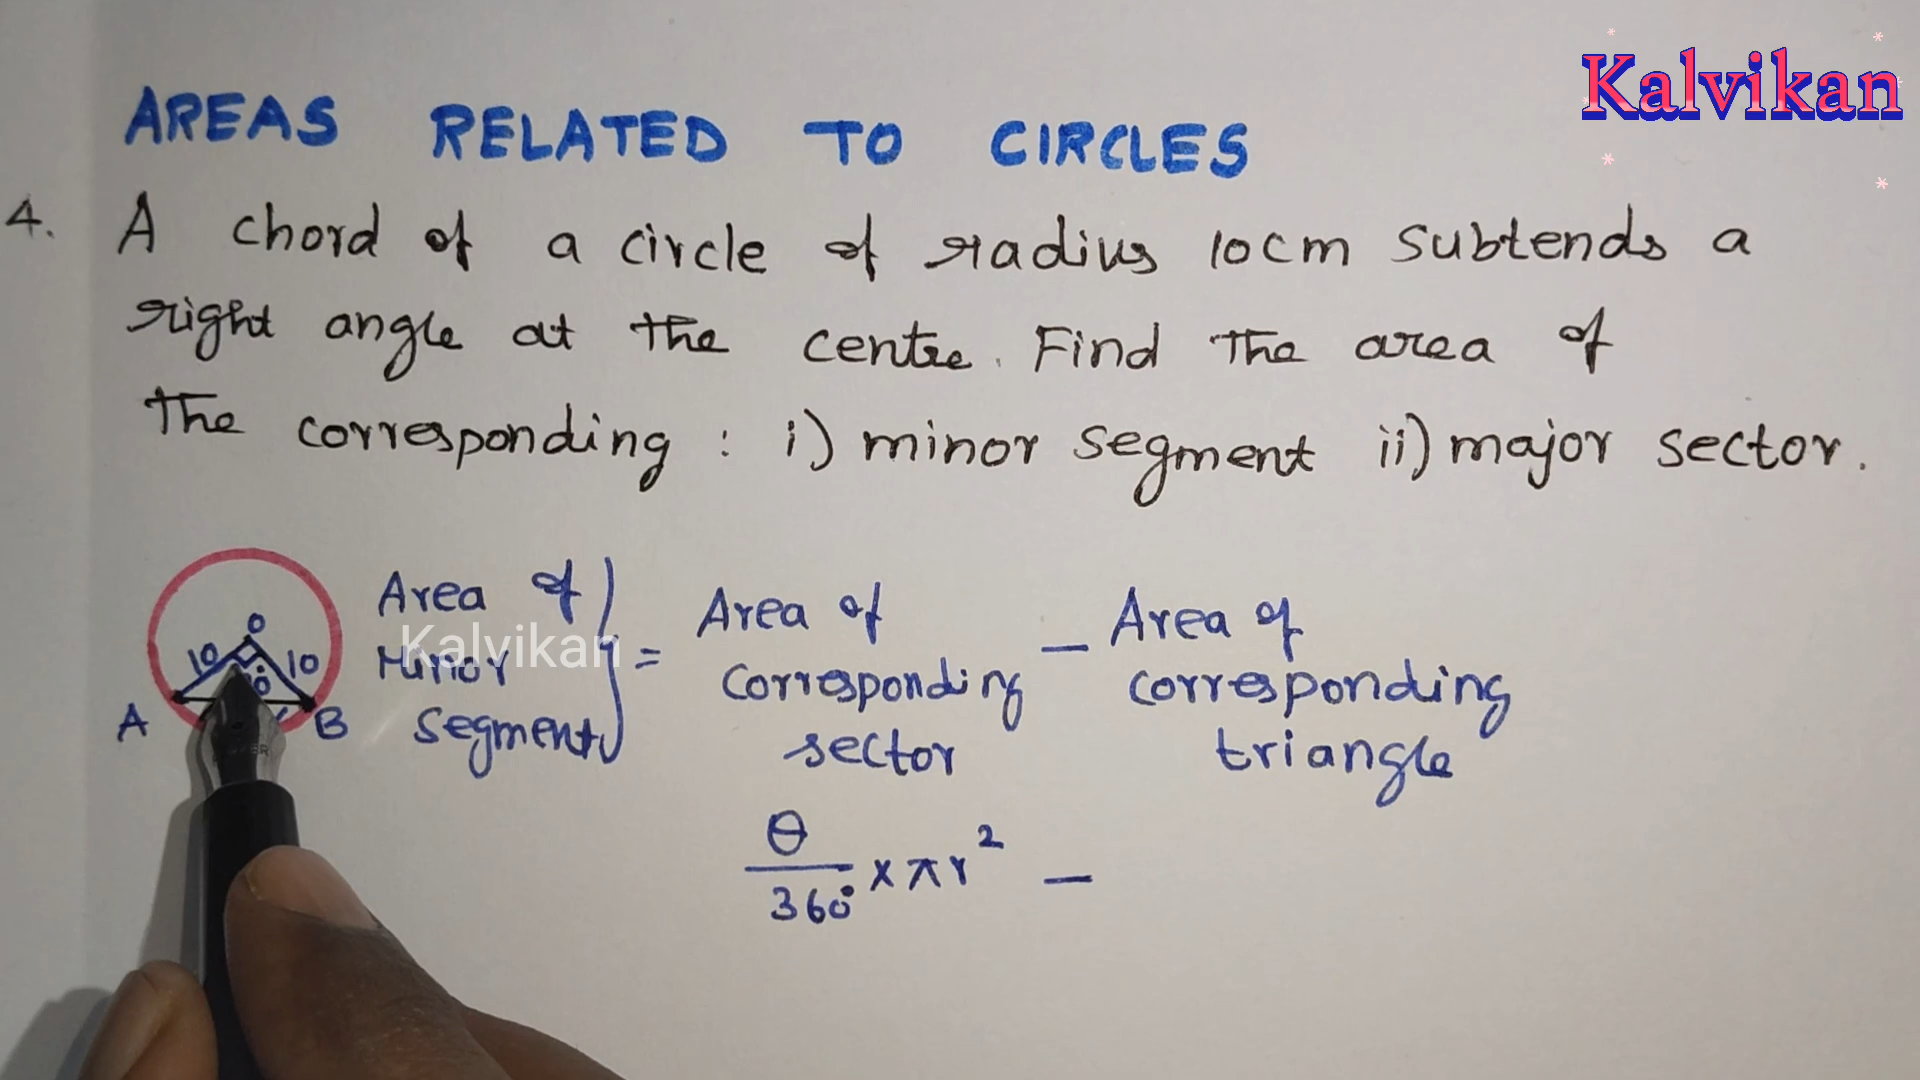 Kalvikan
AREAS RELATED TO CIRCLES
4. A chord of a circle of radius 10cm subtends a
right angle at the centre. Find the area of
the corresponding : i) minor segment ii) major sector.
O
10 10
A B
Area of
Minor
segment
Kalvikan
=
Area of
corresponding
sector
—
Area of
corresponding
triangle
θ
360° × πr² —